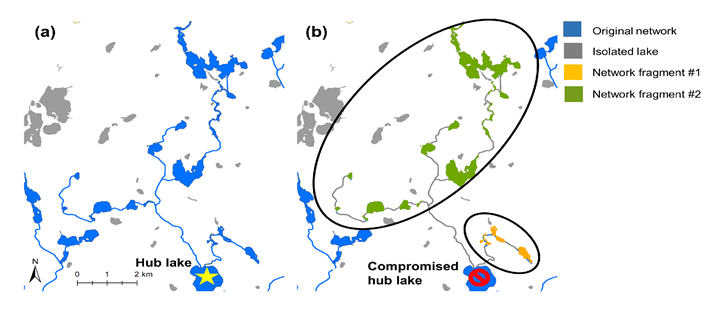 (a)
Hub lake
N
0 1 2 km
(b)
Compromised
hub lake
Original network
Isolated lake
Network fragment #1
Network fragment #2